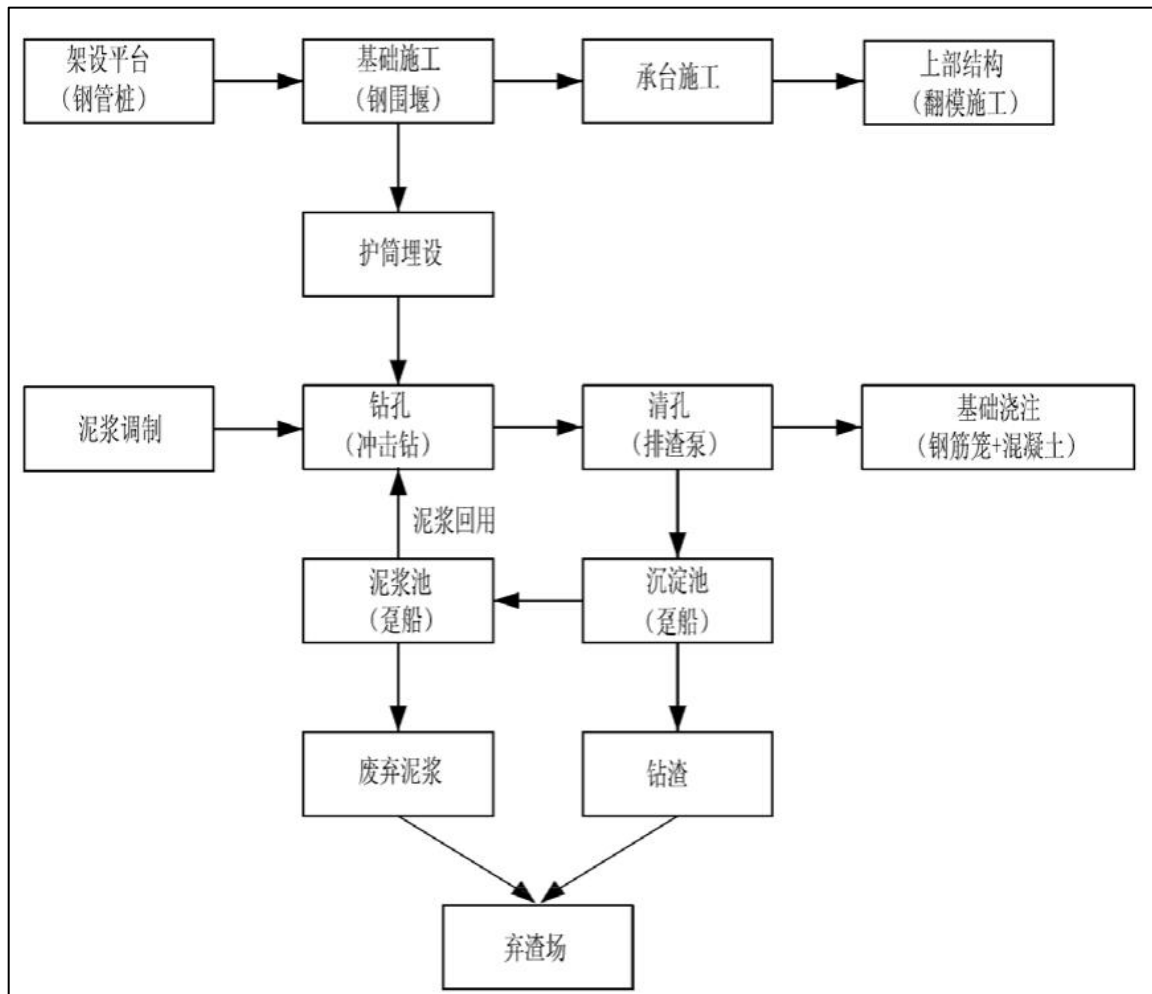 架设平台
（钢管桩）
基础施工
（钢围堰）
承台施工
上部结构
（翻模施工）
护筒埋设
泥浆调制
钻孔
（冲击钻）
清孔
（排渣泵）
基础浇注
（钢筋笼+混凝土）
泥浆回用
泥浆池
（趸船）
沉淀池
（趸船）
废弃泥浆
钻渣
弃渣场